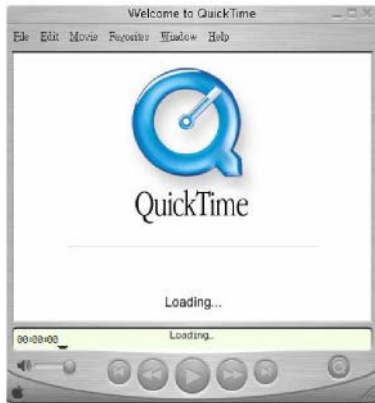 Welcome to QuickTime
File Edit Movie Favorites Window Help
QuickTime
Loading...
00:00:00 Loading..